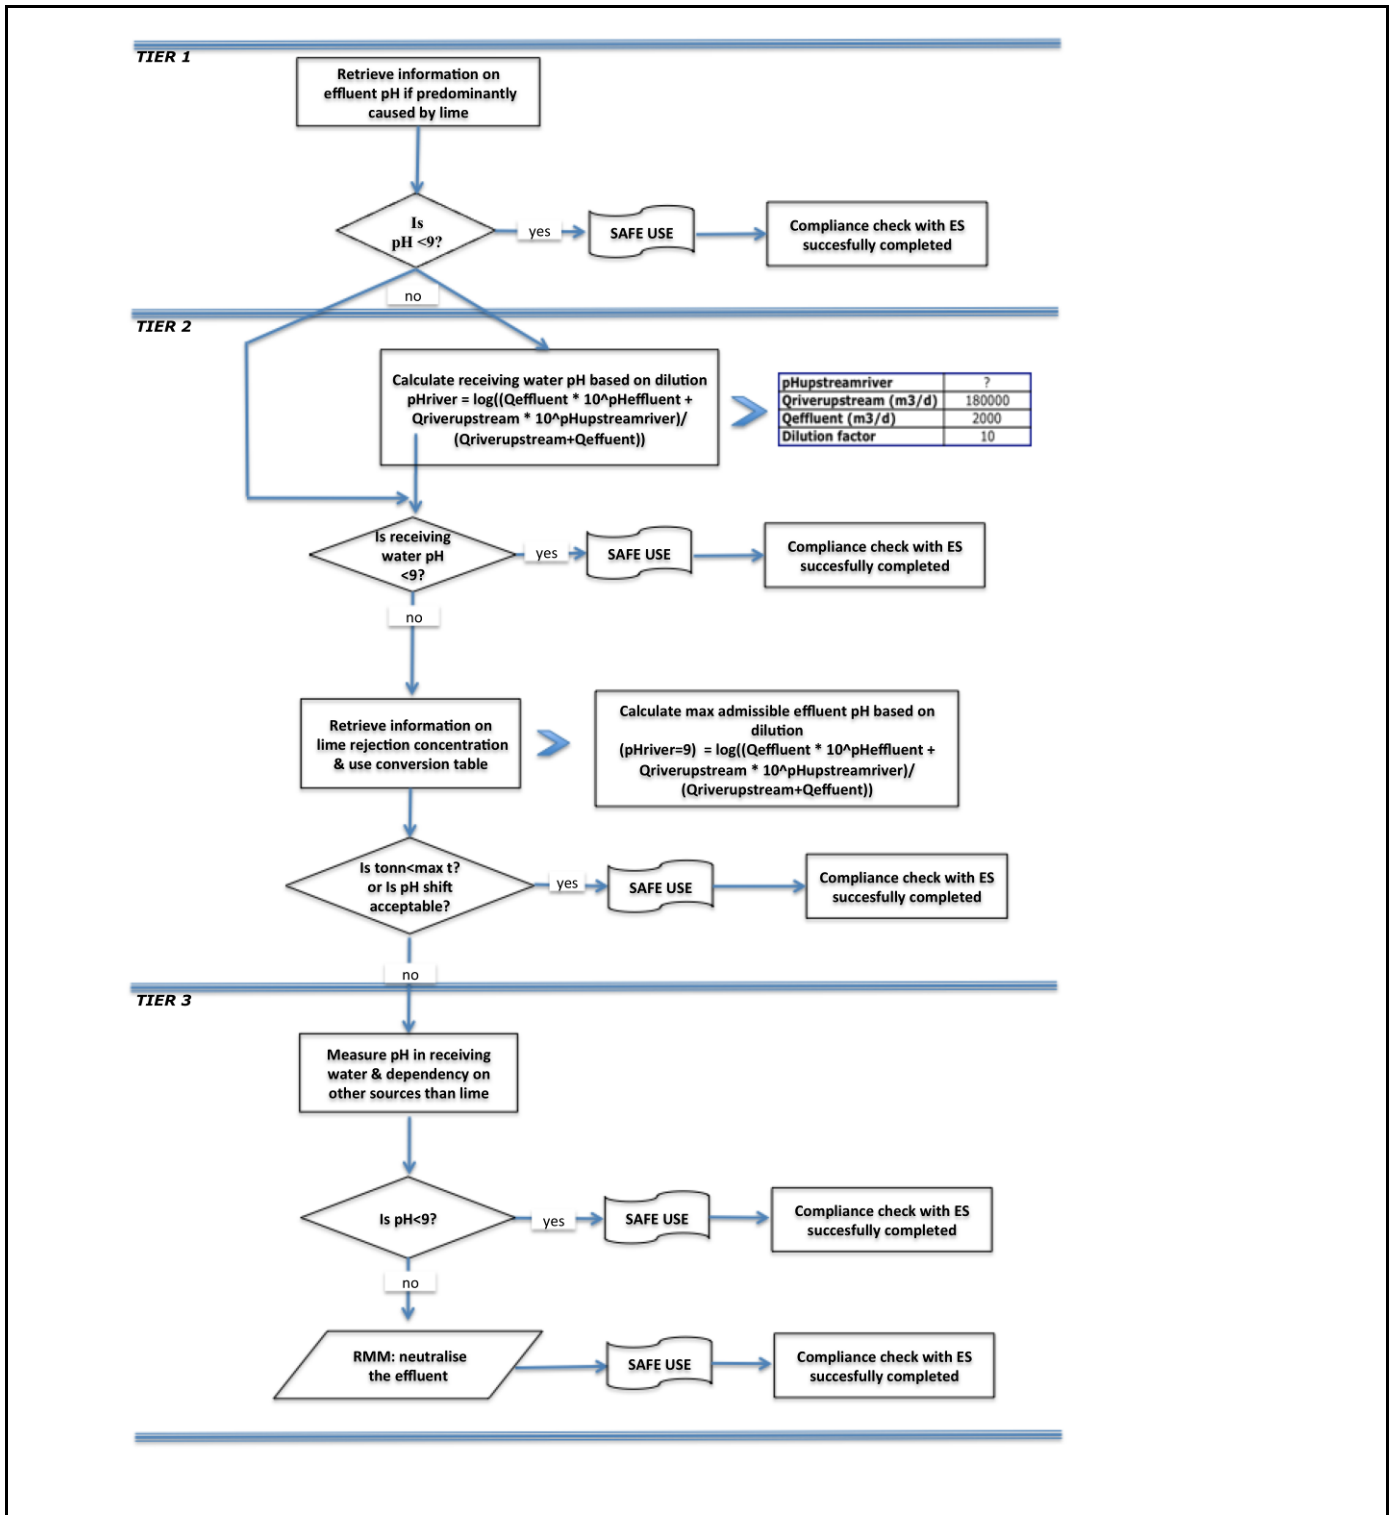 TIER 1
Retrieve information on
effluent pH if predominantly
caused by lime
Is
pH <9?
yes
SAFE USE
Compliance check with ES
succesfully completed
no
TIER 2
Calculate receiving water pH based on dilution
pHriver = log((Qeffluent * 10^pHeffluent +
Qriverupstream * 10^pHupstreamriver)/
(Qriverupstream+Qeffuent))
pHupstreamriver ?
Qriverupstream (m3/d) 180000
Qeffluent (m3/d) 2000
Dilution factor 10
Is receiving
water pH
<9?
yes
SAFE USE
Compliance check with ES
succesfully completed
no
Retrieve information on
lime rejection concentration
& use conversion table
Calculate max admissible effluent pH based on
dilution
(pHriver=9) = log((Qeffluent * 10^pHeffluent +
Qriverupstream * 10^pHupstreamriver)/
(Qriverupstream+Qeffuent))
Is tonn<max t?
or Is pH shift
acceptable?
yes
SAFE USE
Compliance check with ES
succesfully completed
no
TIER 3
Measure pH in receiving
water & dependency on
other sources than lime
Is pH<9?
yes
SAFE USE
Compliance check with ES
succesfully completed
no
RMM: neutralise
the effluent
SAFE USE
Compliance check with ES
succesfully completed